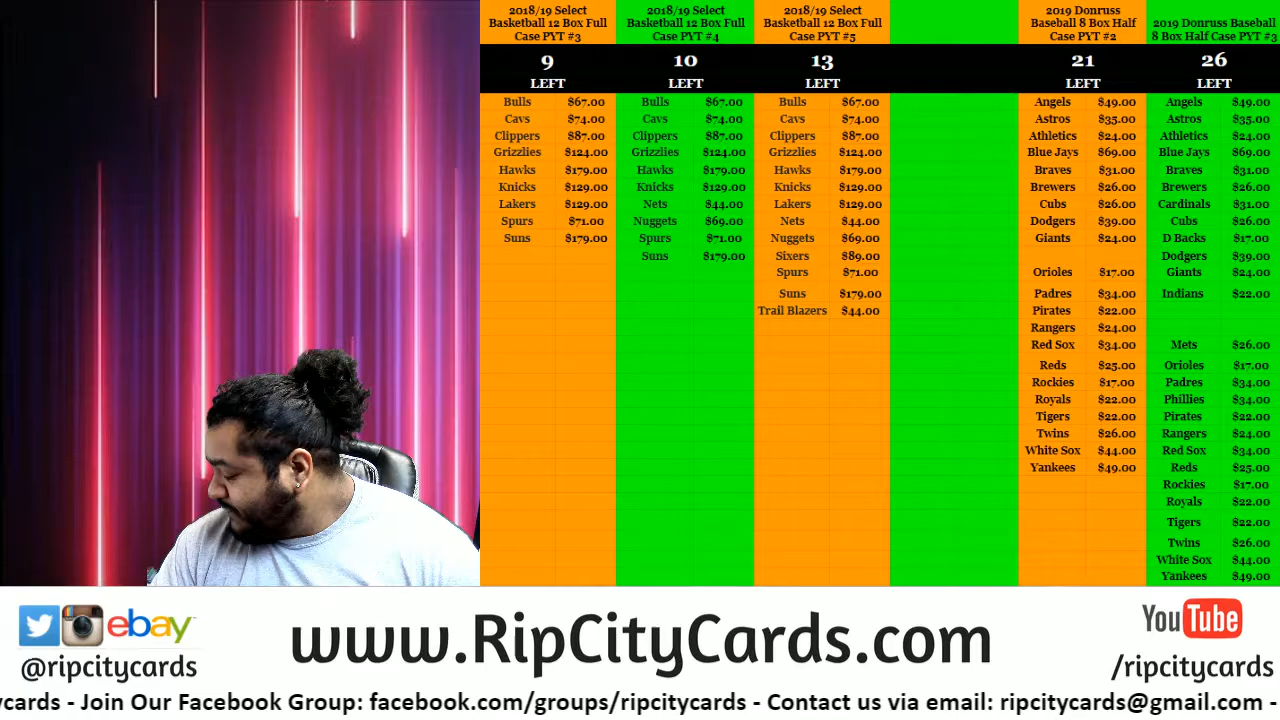 2018/19 Select
Basketball 12 Box Full
Case PYT #3
9
LEFT
Bulls $67.00
Cavs $74.00
Clippers $87.00
Grizzlies $124.00
Hawks $179.00
Knicks $129.00
Lakers $129.00
Spurs $71.00
Suns $179.00
2018/19 Select
Basketball 12 Box Full
Case PYT #4
10
LEFT
Bulls $67.00
Cavs $74.00
Clippers $87.00
Grizzlies $124.00
Hawks $179.00
Knicks $129.00
Nets $44.00
Nuggets $69.00
Spurs $71.00
Suns $179.00
2018/19 Select
Basketball 12 Box Full
Case PYT #5
13
LEFT
Bulls $67.00
Cavs $74.00
Clippers $87.00
Grizzlies $124.00
Hawks $179.00
Knicks $129.00
Lakers $129.00
Nets $44.00
Nuggets $69.00
Sixers $89.00
Spurs $71.00
Suns $179.00
Trail Blazers $44.00
2019 Donruss
Baseball 8 Box Half
Case PYT #2
21
LEFT
Angels $49.00
Astros $35.00
Athletics $24.00
Blue Jays $69.00
Braves $31.00
Brewers $26.00
Cubs $26.00
Dodgers $39.00
Giants $24.00
Orioles $17.00
Padres $34.00
Pirates $22.00
Rangers $24.00
Red Sox $34.00
Reds $25.00
Rockies $17.00
Royals $22.00
Tigers $22.00
Twins $26.00
White Sox $44.00
Yankees $49.00
2019 Donruss Baseball
8 Box Half Case PYT #3
26
LEFT
Angels $49.00
Astros $35.00
Athletics $24.00
Blue Jays $69.00
Braves $31.00
Brewers $26.00
Cardinals $31.00
Cubs $26.00
D Backs $17.00
Dodgers $39.00
Giants $24.00
Indians $22.00
Mets $26.00
Orioles $17.00
Padres $34.00
Phillies $34.00
Pirates $22.00
Rangers $24.00
Red Sox $34.00
Reds $25.00
Rockies $17.00
Royals $22.00
Tigers $22.00
Twins $26.00
White Sox $44.00
Yankees $49.00
ebay
@ripcitycards
www.RipCityCards.com
YouTube
/ripcitycards
ycards - Join Our Facebook Group: facebook.com/groups/ripcitycards - Contact us via email: ripcitycards@gmail.com -